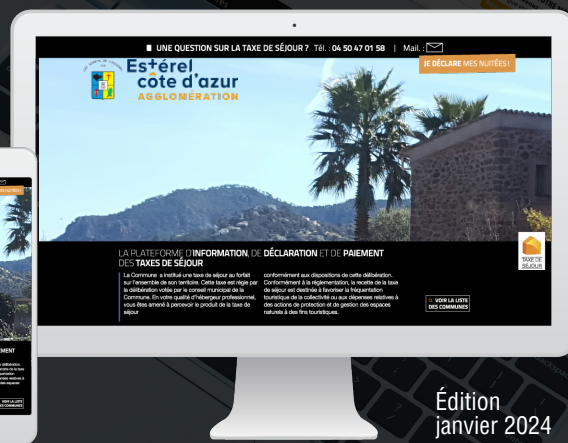 UNE QUESTION SUR LA TAXE DE SÉJOUR ? Tél. : 04 50 47 01 58 | Mail. :
JE DÉCLARE MES NUITÉES !
Estérel
côte d'azur
AGGLOMÉRATION
LA PLATEFORME D'INFORMATION, DE DÉCLARATION ET DE PAIEMENT
DES TAXES DE SÉJOUR
La Commune a institué une taxe de séjour au forfait
sur l'ensemble de son territoire. Cette taxe est régie par
la délibération votée par le conseil municipal de la
Commune. En votre qualité d'hébergeur professionnel,
vous êtes amené à percevoir le produit de la taxe de
séjour
conformément aux dispositions de cette délibération.
Conformément à la réglementation, la recette de la taxe
de séjour est destinée à favoriser la fréquentation
touristique de la collectivité ou aux dépenses relatives à
des actions de protection et de gestion des espaces
naturels à des fins touristiques.
TAXE DE
SÉJOUR
VOIR LA LISTE
DES COMMUNES
VOIR LA LISTE
DES COMMUNES
Édition
janvier 2024